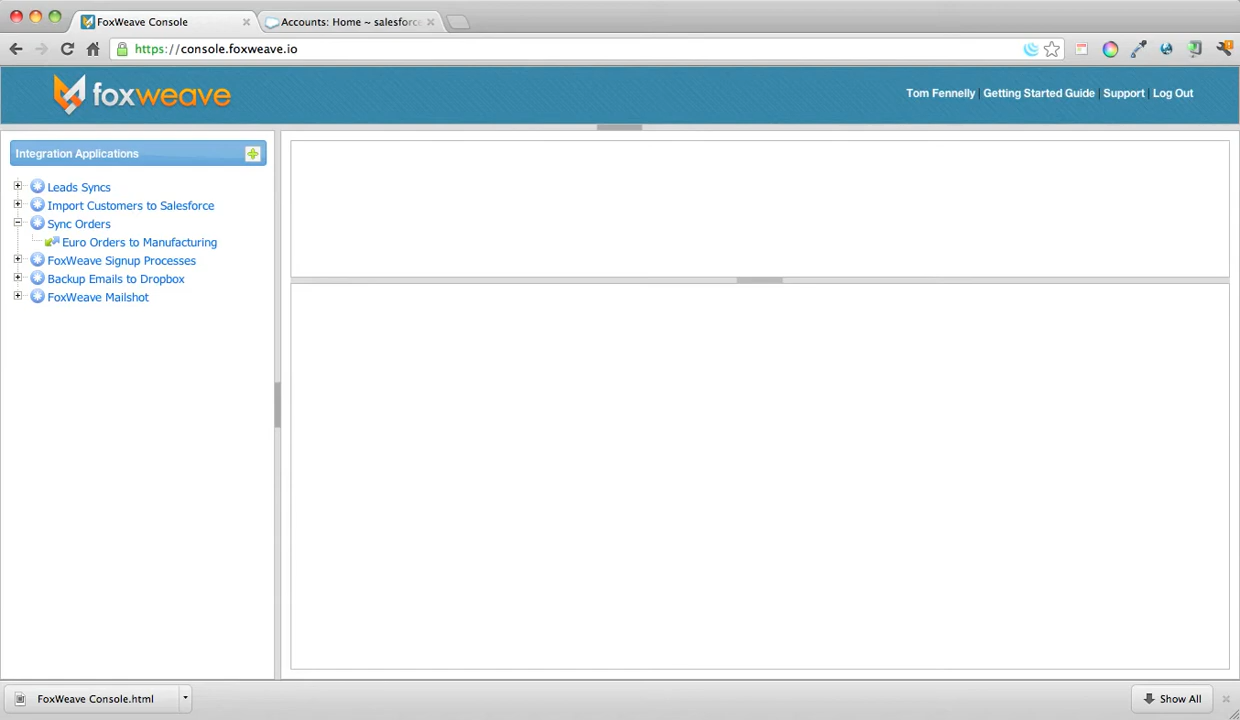 FoxWeave Console
Accounts: Home ~ salesforce
https://console.foxweave.io
foxweave
Tom Fennelly | Getting Started Guide | Support | Log Out
Integration Applications
Leads Syncs
Import Customers to Salesforce
Sync Orders
Euro Orders to Manufacturing
FoxWeave Signup Processes
Backup Emails to Dropbox
FoxWeave Mailshot
FoxWeave Console.html
Show All